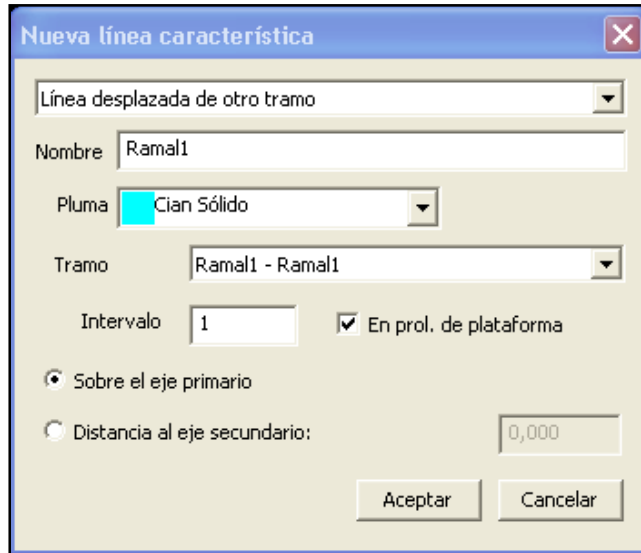 Nueva línea característica
Línea desplazada de otro tramo
Nombre Ramal1
Pluma Cian Sólido
Tramo Ramal1 - Ramal1
Intervalo 1 En prol. de plataforma
Sobre el eje primario
Distancia al eje secundario: 0,000
Aceptar Cancelar